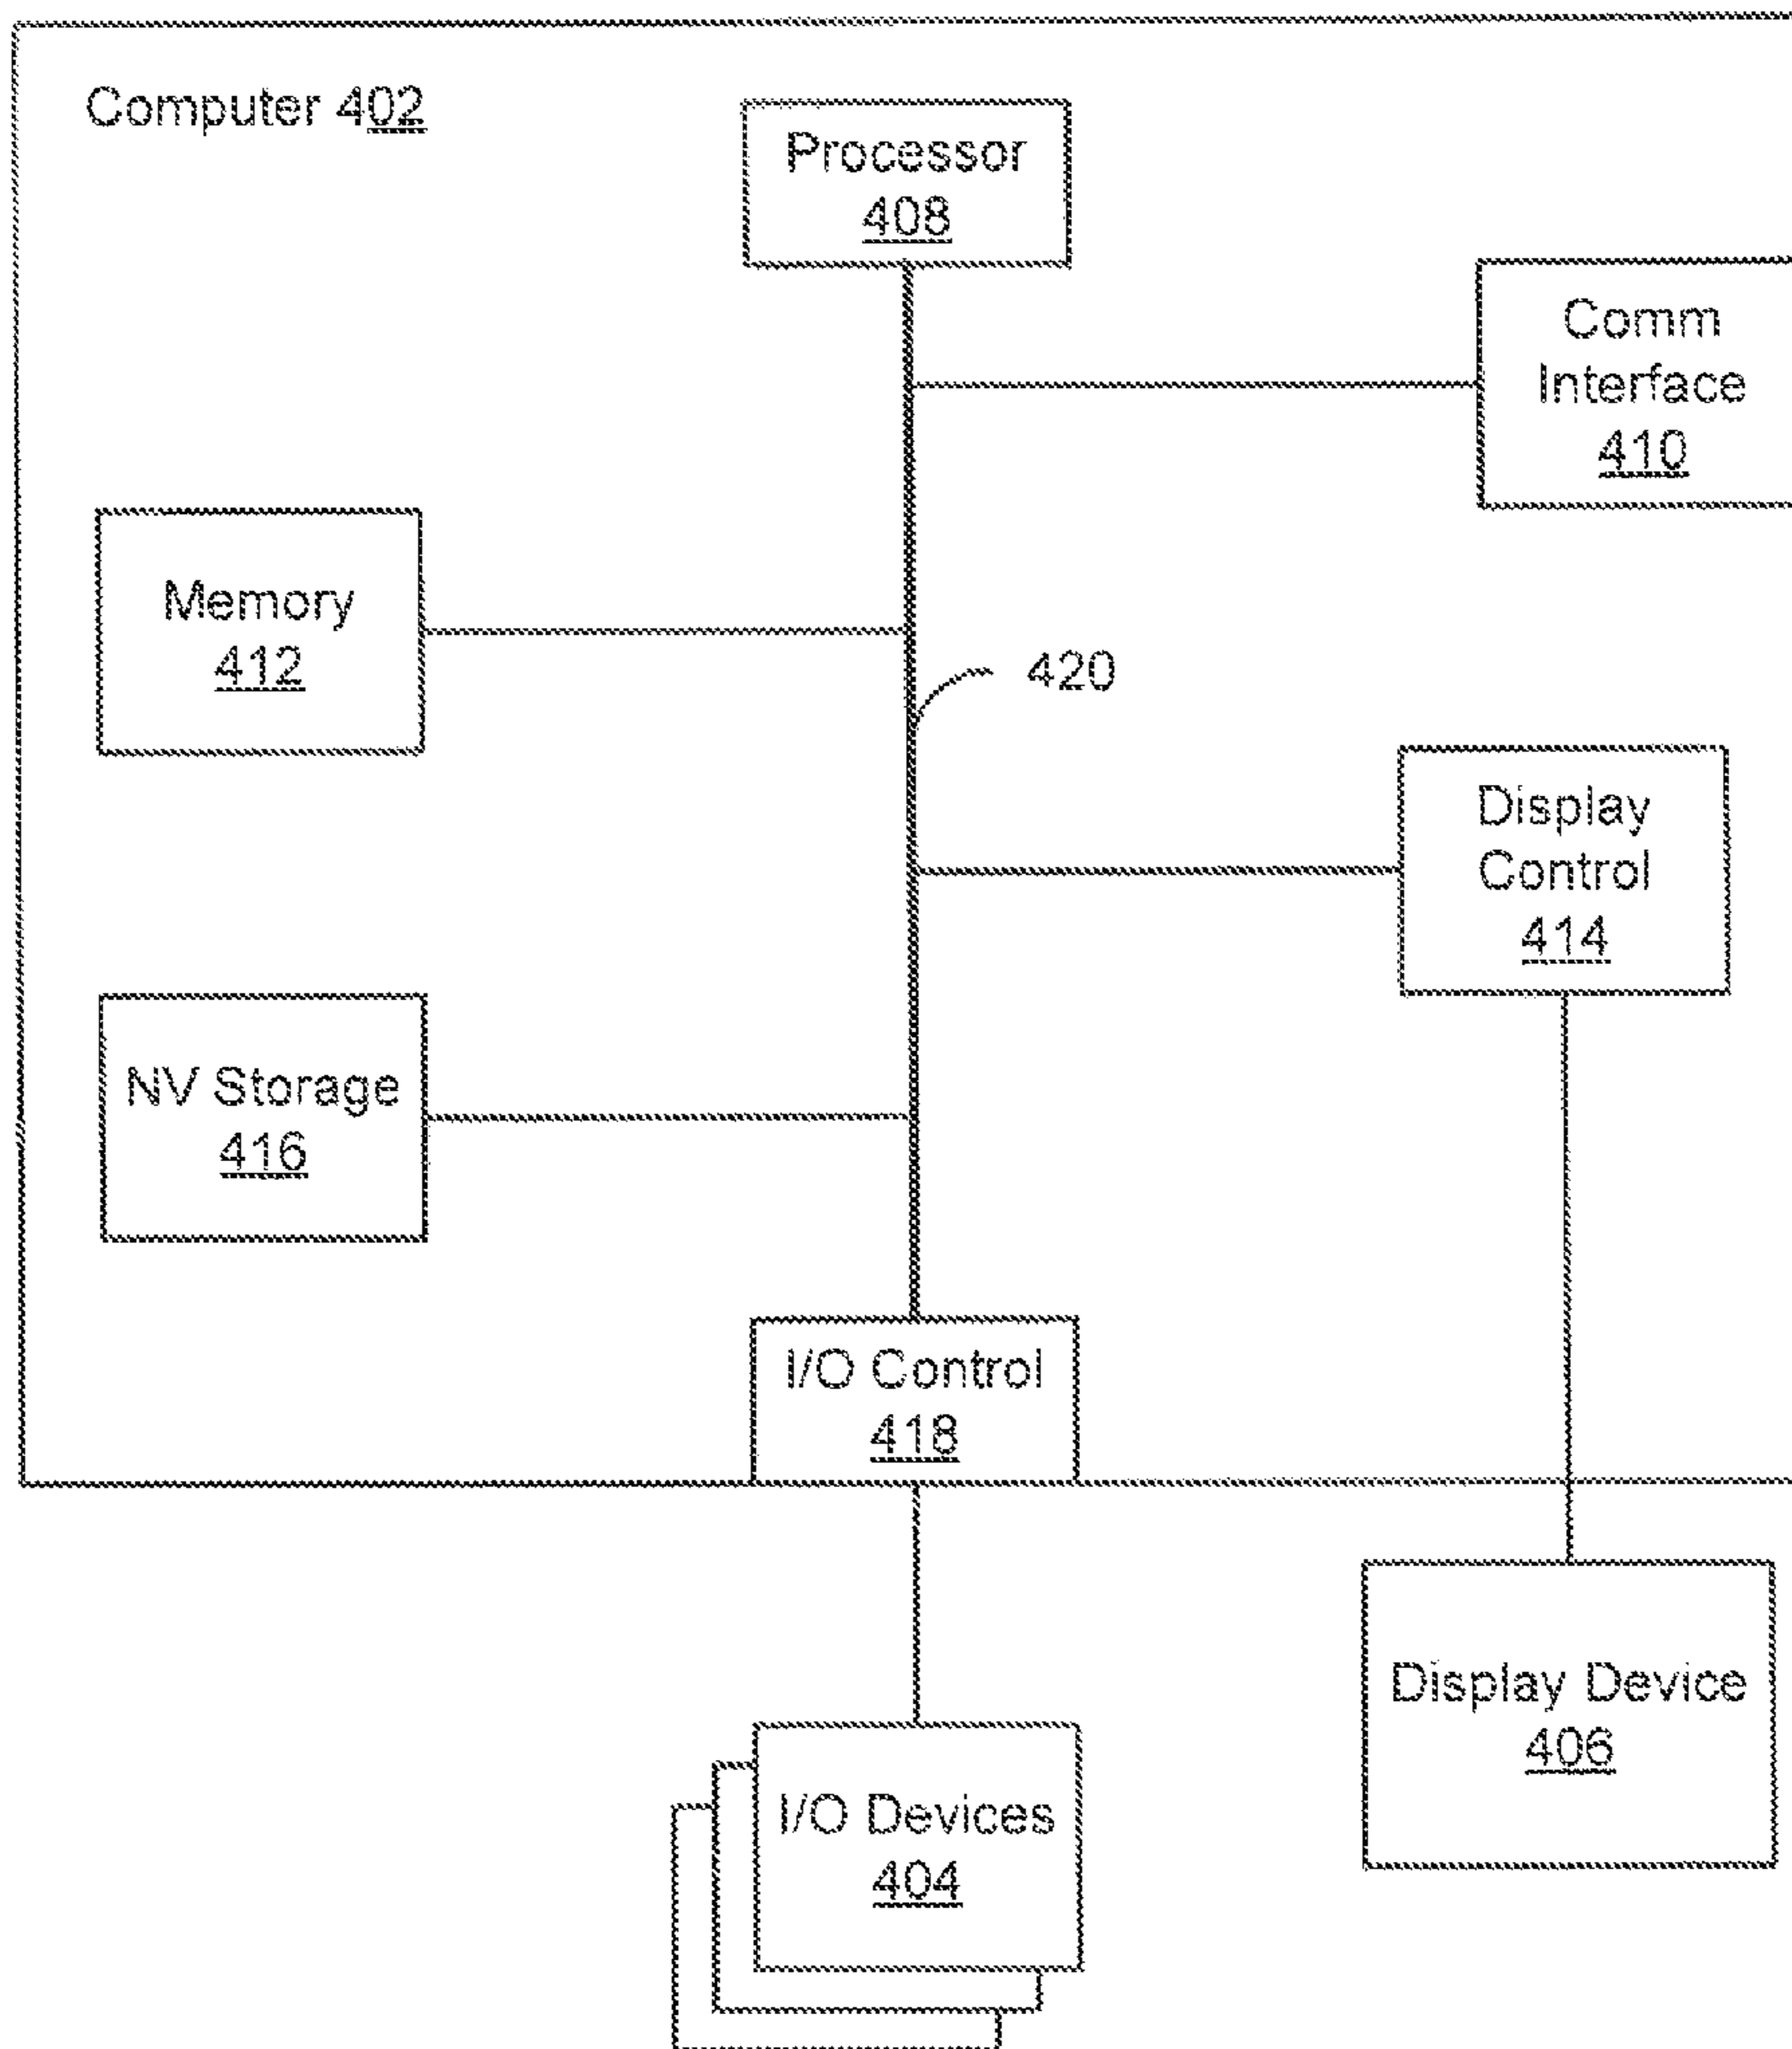 Computer 402
Processor
408
Comm
Interface
410
Memory
412
420
Display
Control
414
NV Storage
416
I/O Control
418
Display Device
406
I/O Devices
404